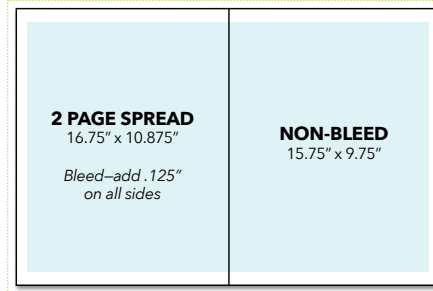 2 PAGE SPREAD
16.75” x 10.875”
Bleed–add .125”
on all sides
NON-BLEED
15.75” x 9.75”